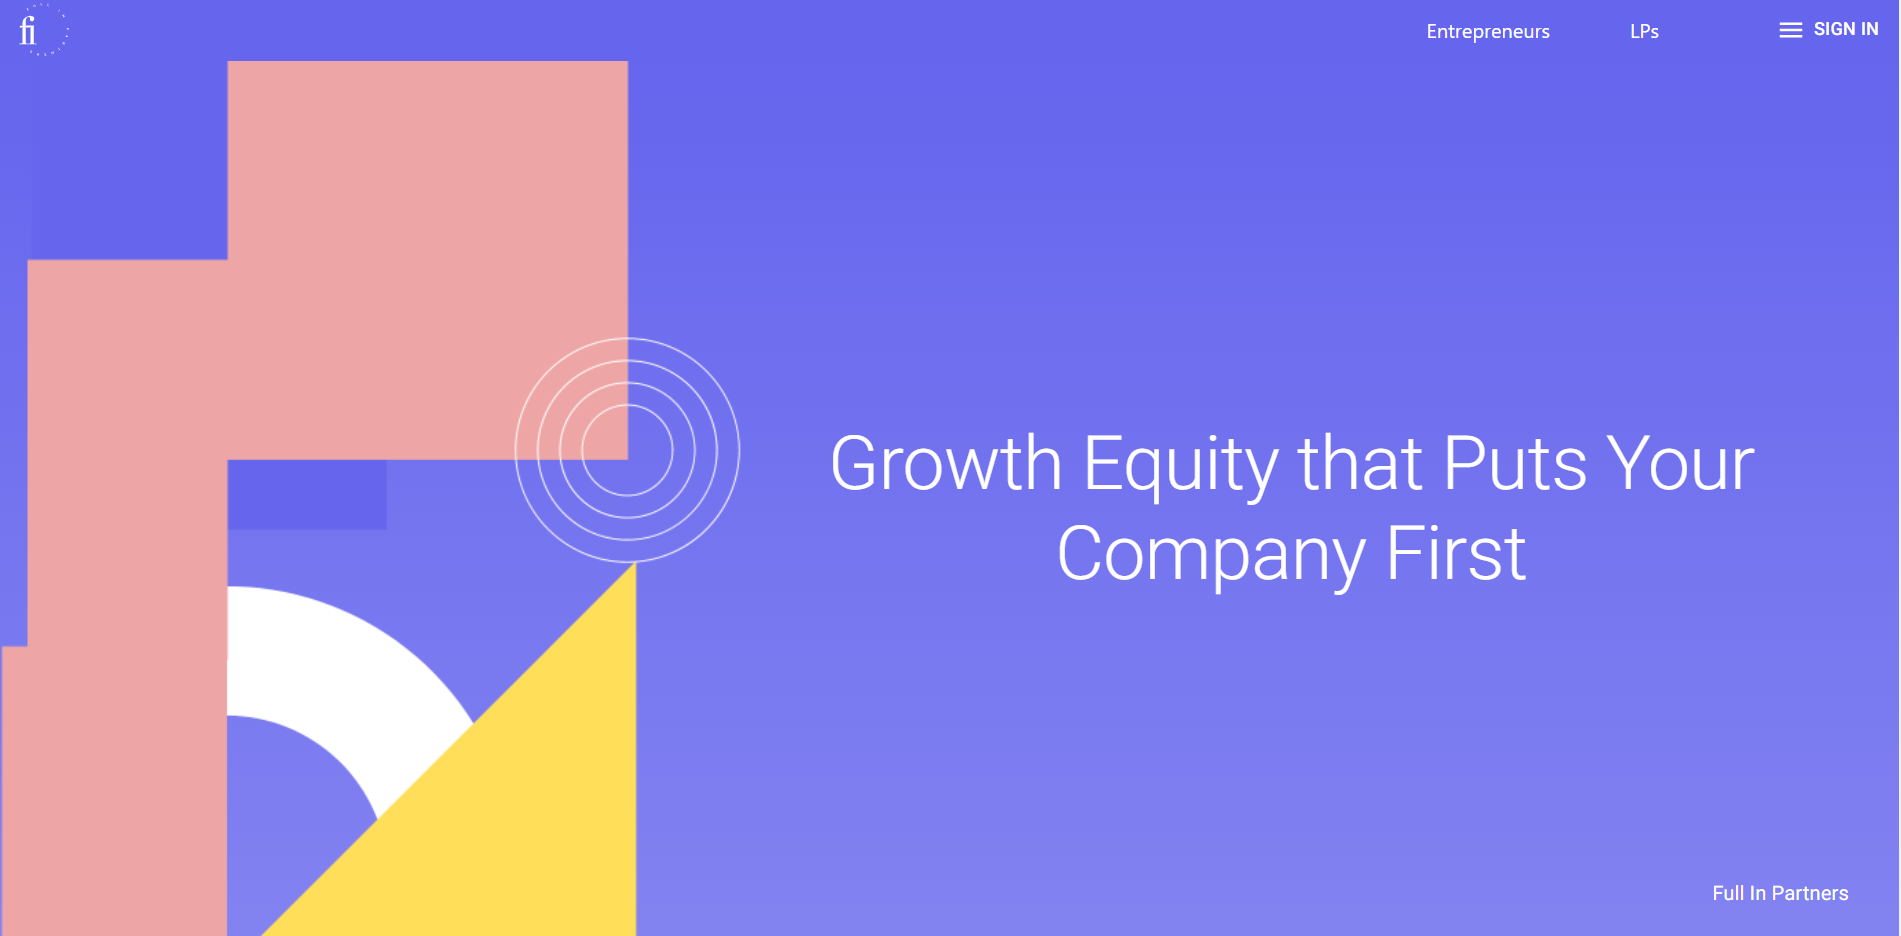 fi
Entrepreneurs
LPs
SIGN IN
Growth Equity that Puts Your
Company First
Full In Partners